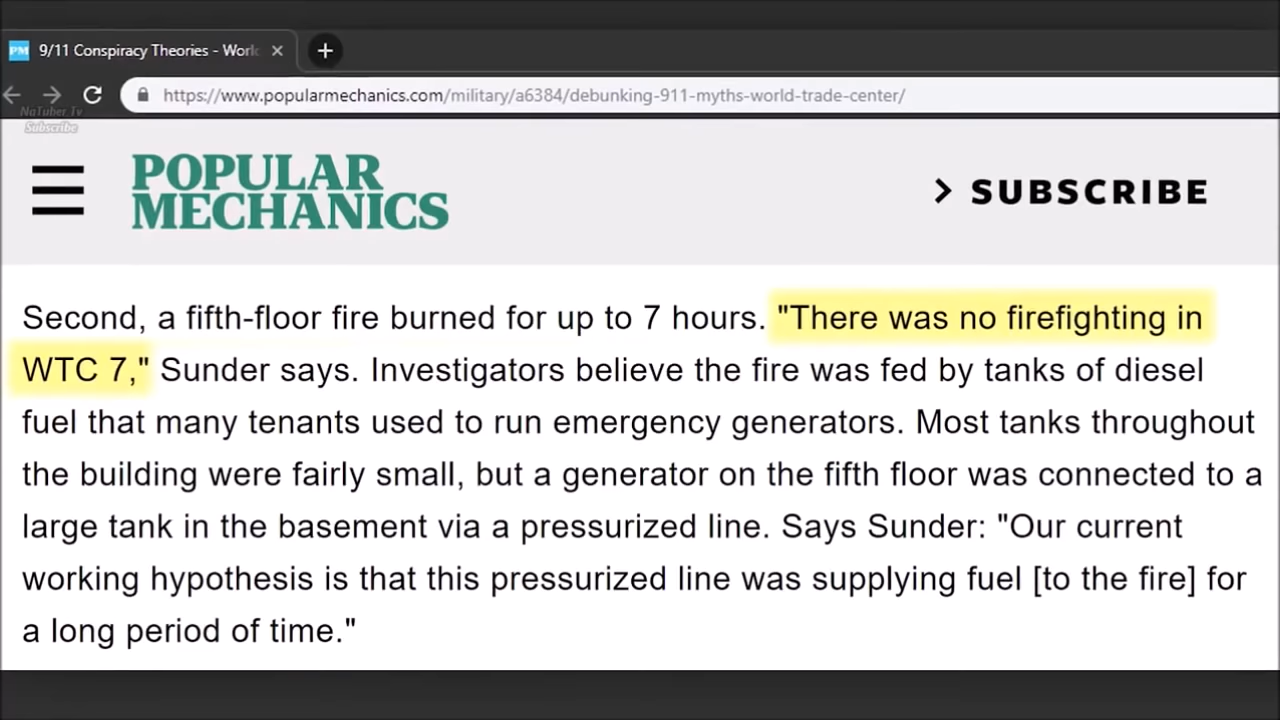 PM 9/11 Conspiracy Theories - Worl
https://www.popularmechanics.com/military/a6384/debunking-911-myths-world-trade-center/
NaTuber Tv
Subscribe
POPULAR
MECHANICS
> SUBSCRIBE
Second, a fifth-floor fire burned for up to 7 hours. "There was no firefighting in
WTC 7," Sunder says. Investigators believe the fire was fed by tanks of diesel
fuel that many tenants used to run emergency generators. Most tanks throughout
the building were fairly small, but a generator on the fifth floor was connected to a
large tank in the basement via a pressurized line. Says Sunder: "Our current
working hypothesis is that this pressurized line was supplying fuel [to the fire] for
a long period of time."